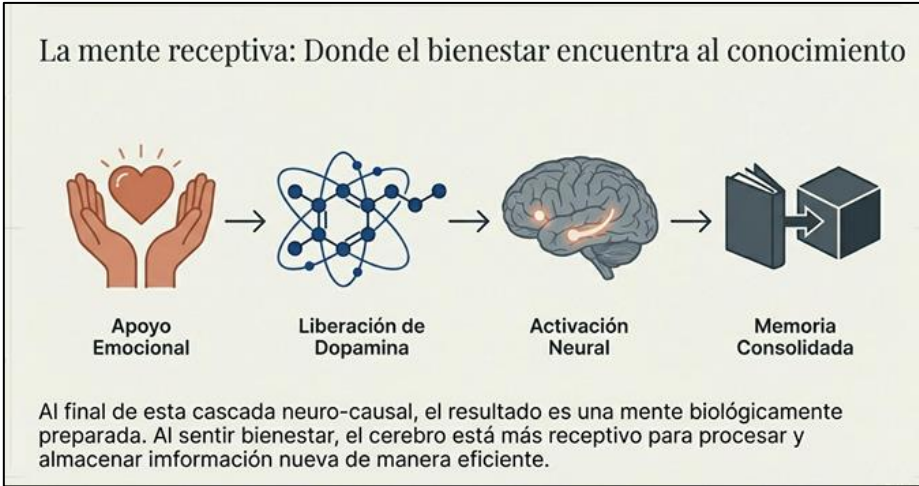 La mente receptiva: Donde el bienestar encuentra al conocimiento
Apoyo
Emocional
Liberación de
Dopamina
Activación
Neural
Memoria
Consolidada
Al final de esta cascada neuro-causal, el resultado es una mente biológicamente
preparada. Al sentir bienestar, el cerebro está más receptivo para procesar y
almacenar imformación nueva de manera eficiente.